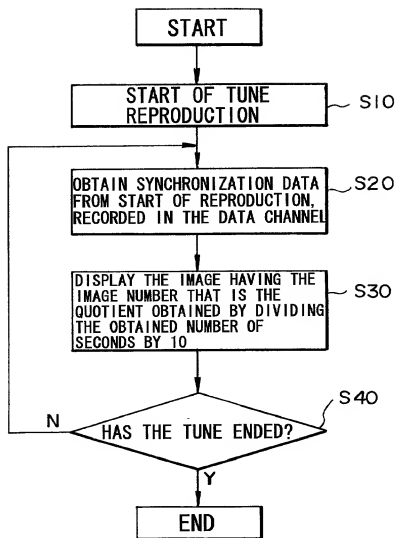 START
START OF TUNE
REPRODUCTION
S10
OBTAIN SYNCHRONIZATION DATA
FROM START OF REPRODUCTION,
RECORDED IN THE DATA CHANNEL
S20
DISPLAY THE IMAGE HAVING THE
IMAGE NUMBER THAT IS THE
QUOTIENT OBTAINED BY DIVIDING
THE OBTAINED NUMBER OF
SECONDS BY 10
S30
HAS THE TUNE ENDED?
S40
N
Y
END